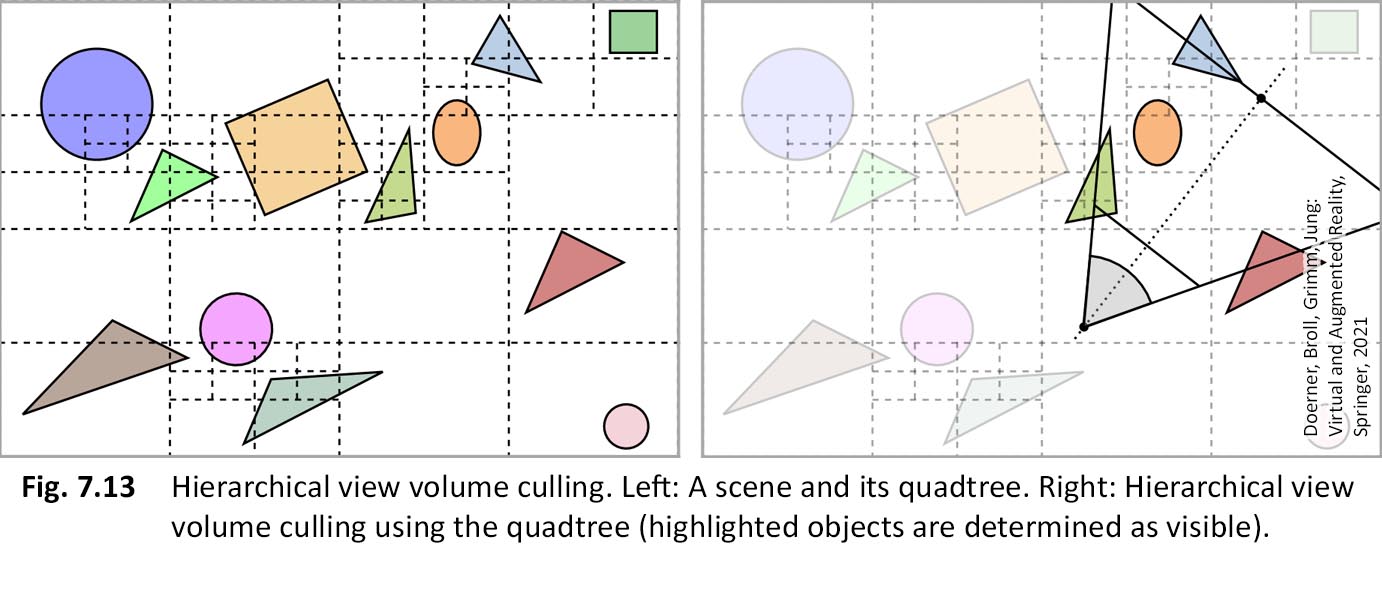 Doerner, Broll, Grimm, Jung:
Virtual and Augmented Reality,
Springer, 2021
Fig. 7.13 Hierarchical view volume culling. Left: A scene and its quadtree. Right: Hierarchical view
volume culling using the quadtree (highlighted objects are determined as visible).